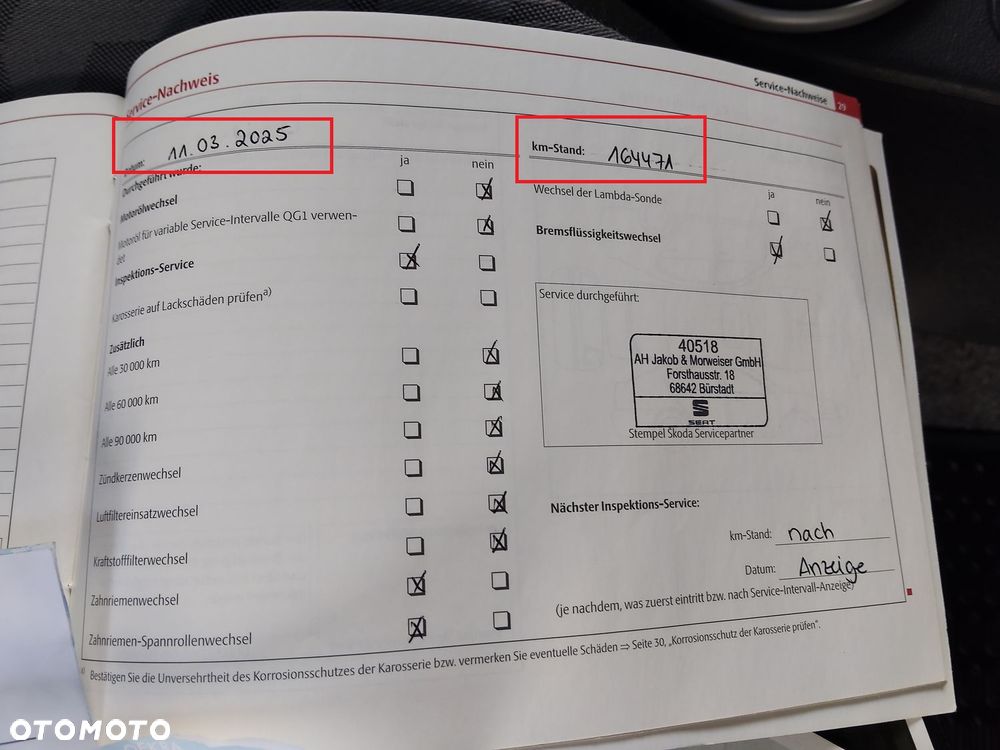 Service-Nachweise 29
Service-Nachweis
Datum: 11.03.2025
km-Stand: 164471
Durchgeführt wurde:
ja nein
Motorölwechsel
Motoröl für variable Service-Intervalle QG1 verwen-
det
Inspektions-Service
Karosserie auf Lackschäden prüfen a)
Zusätzlich
Alle 30 000 km
Alle 60 000 km
Alle 90 000 km
Zündkerzenwechsel
Luftfiltereinsatzwechsel
Kraftstofffilterwechsel
Zahnriemenwechsel
Zahnriemen-Spannrollenwechsel
ja nein
Wechsel der Lambda-Sonde
Bremsflüssigkeitswechsel
Service durchgeführt:
40518
AH Jakob & Morweiser GmbH
Forsthausstr. 18
68642 Bürstadt
SEAT
Stempel Škoda Servicepartner
Nächster Inspektions-Service:
km-Stand: nach
Datum: Anzeige
(je nachdem, was zuerst eintritt bzw. nach Service-Intervall-Anzeige)
a) Bestätigen Sie die Unversehrtheit des Korrosionsschutzes der Karosserie bzw. vermerken Sie eventuelle Schäden ⇒ Seite 30, „Korrosionsschutz der Karosserie prüfen“.
OTOMOTO